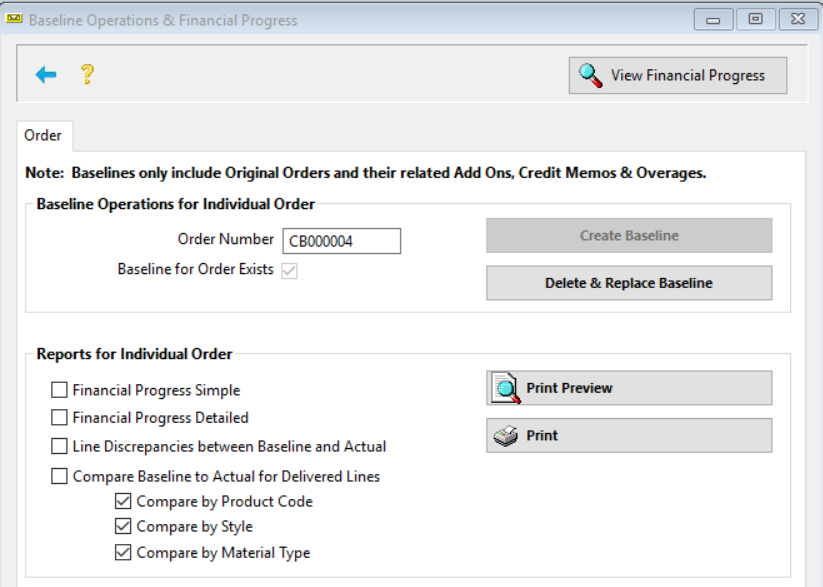 Baseline Operations & Financial Progress
View Financial Progress
Order
Note: Baselines only include Original Orders and their related Add Ons, Credit Memos & Overages.
Baseline Operations for Individual Order
Order Number CB000004
Create Baseline
Baseline for Order Exists
Delete & Replace Baseline
Reports for Individual Order
Financial Progress Simple
Print Preview
Financial Progress Detailed
Print
Line Discrepancies between Baseline and Actual
Compare Baseline to Actual for Delivered Lines
Compare by Product Code
Compare by Style
Compare by Material Type